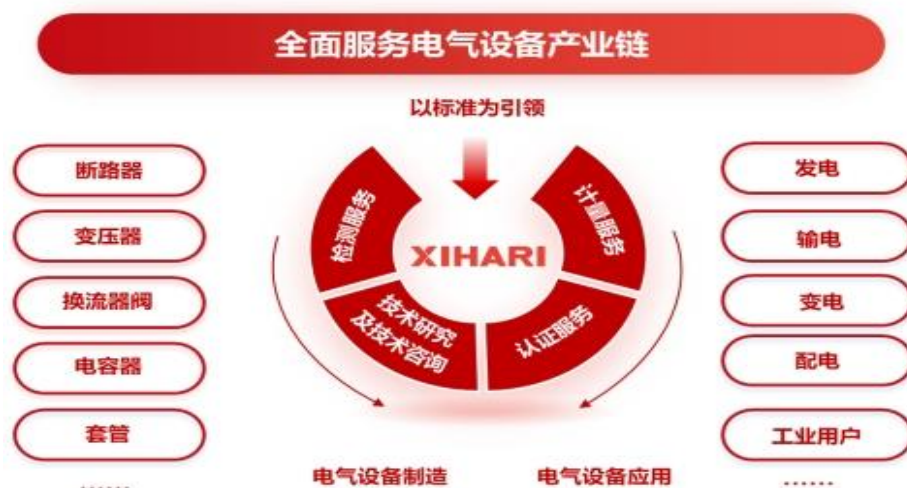 全面服务电气设备产业链
以标准为引领
断路器
变压器
换流器阀
电容器
套管
……
检测服务
技术研究
及技术咨询
认证服务
计量服务
XIHARI
发电
输电
变电
配电
工业用户
……
电气设备制造
电气设备应用